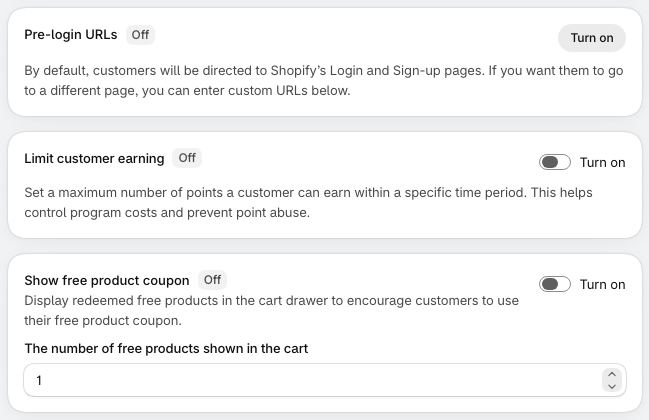 Pre-login URLs Off Turn on
By default, customers will be directed to Shopify's Login and Sign-up pages. If you want them to go
to a different page, you can enter custom URLs below.
Limit customer earning Off Turn on
Set a maximum number of points a customer can earn within a specific time period. This helps
control program costs and prevent point abuse.
Show free product coupon Off Turn on
Display redeemed free products in the cart drawer to encourage customers to use
their free product coupon.
The number of free products shown in the cart
1